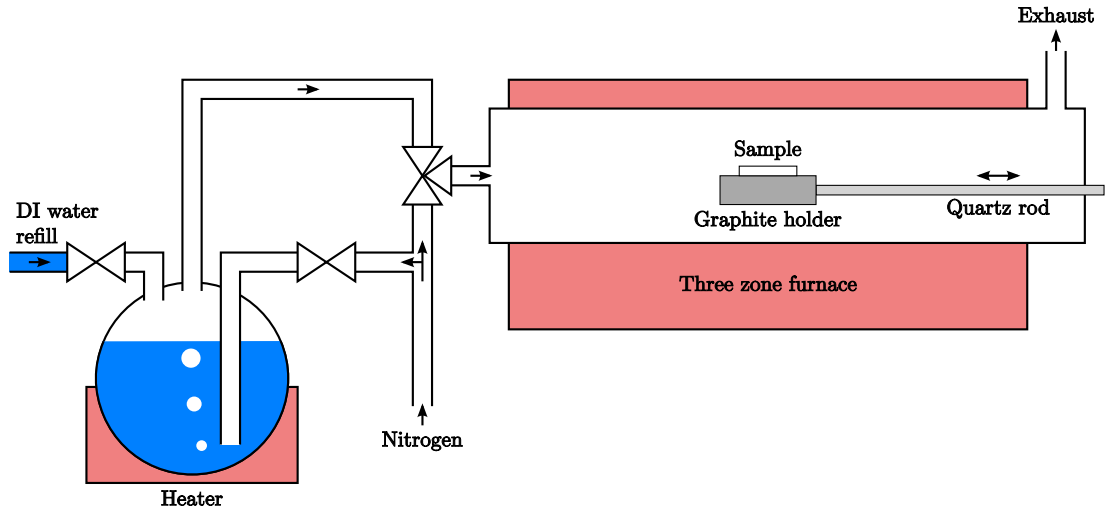 Exhaust
Sample
Graphite holder
Quartz rod
DI water
refill
Three zone furnace
Nitrogen
Heater